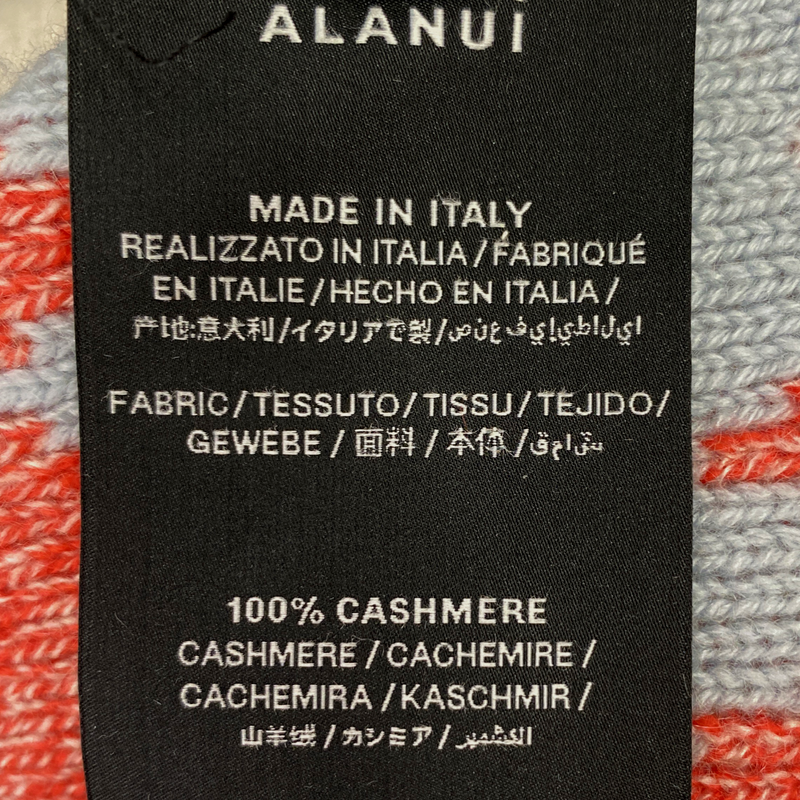 ALANUI
MADE IN ITALY
REALIZZATO IN ITALIA / FABRIQUÉ
EN ITALIE / HECHO EN ITALIA /
产地:意大利/イタリアで製/
FABRIC / TESSUTO / TISSU / TEJIDO /
GEWEBE / 面料 / 本体 /
100% CASHMERE
CASHMERE / CACHEMIRE /
CACHEMIRA / KASCHMIR /
山羊绒 / カシミア / الكشمير